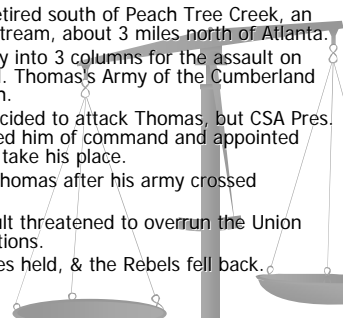 etired south of Peach Tree Creek, an
tream, about 3 miles north of Atlanta.
y into 3 columns for the assault on
. Thomas's Army of the Cumberland
n.
cided to attack Thomas, but CSA Pres.
ed him of command and appointed
take his place.
homas after his army crossed
ult threatened to overrun the Union
tions.
es held, & the Rebels fell back.